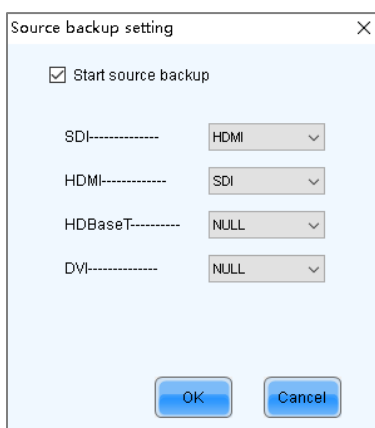 Source backup setting
Start source backup
SDI-------------- HDMI
HDMI------------- SDI
HDBaseT---------- NULL
DVI-------------- NULL
OK Cancel